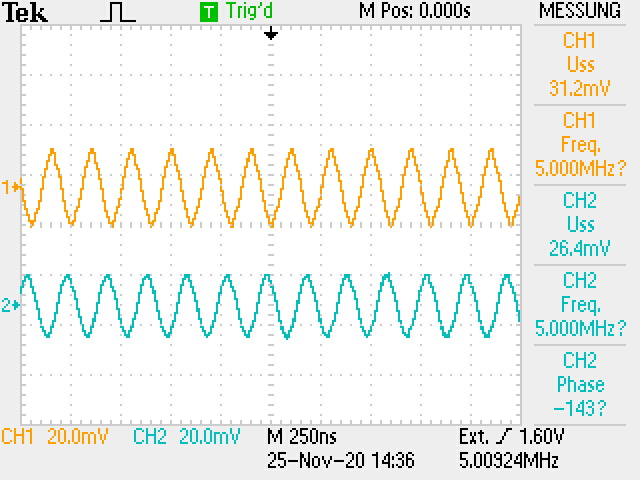 Tek T Trig'd M Pos: 0.000s MESSUNG
CH1
Uss
31.2mV
CH1
Freq.
5.000MHz?
CH2
Uss
26.4mV
CH2
Freq.
5.000MHz?
CH2
Phase
-143?
1
2
CH1 20.0mV CH2 20.0mV M 250ns Ext. 1.60V
25-Nov-20 14:36 5.00924MHz